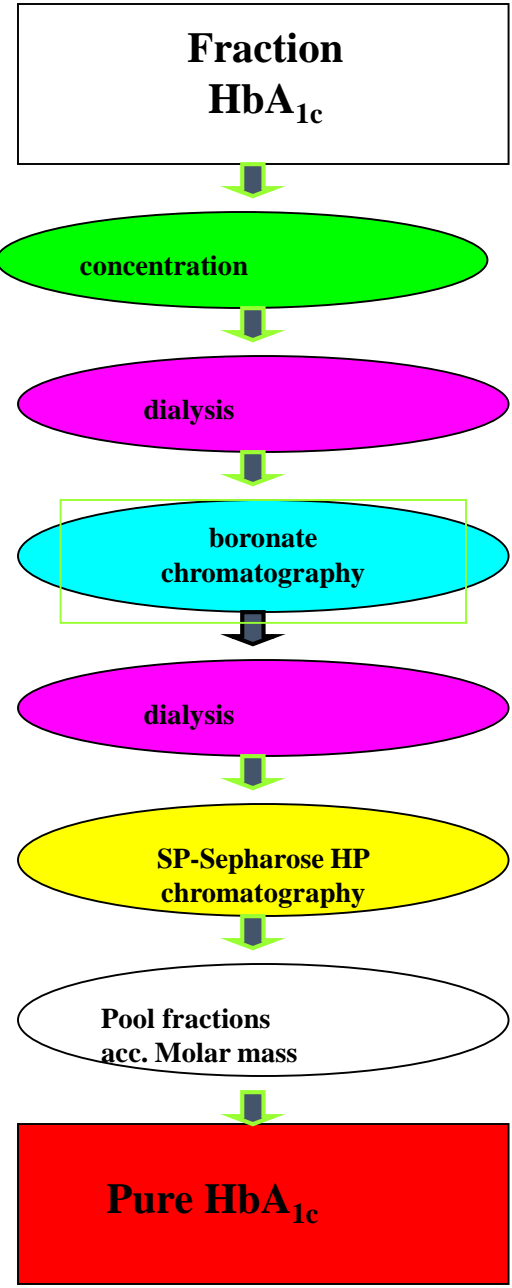 Fraction
HbA1c
concentration
dialysis
boronate
chromatography
dialysis
SP-Sepharose HP
chromatography
Pool fractions
acc. Molar mass
Pure HbA1c